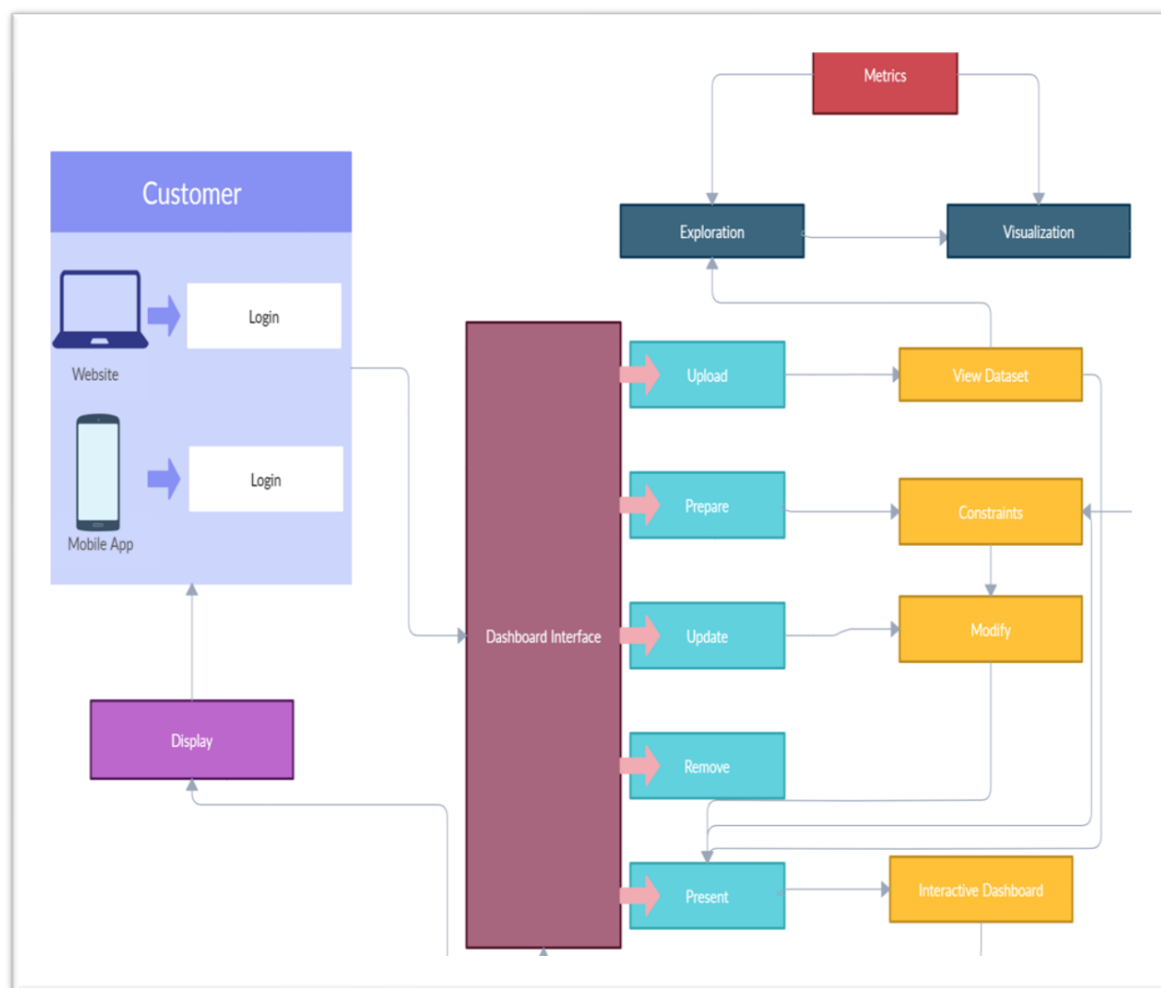 Metrics
Customer
Exploration
Visualization
Login
Website
Upload
View Dataset
Login
Mobile App
Prepare
Constraints
Dashboard Interface
Update
Modify
Display
Remove
Present
Interactive Dashboard